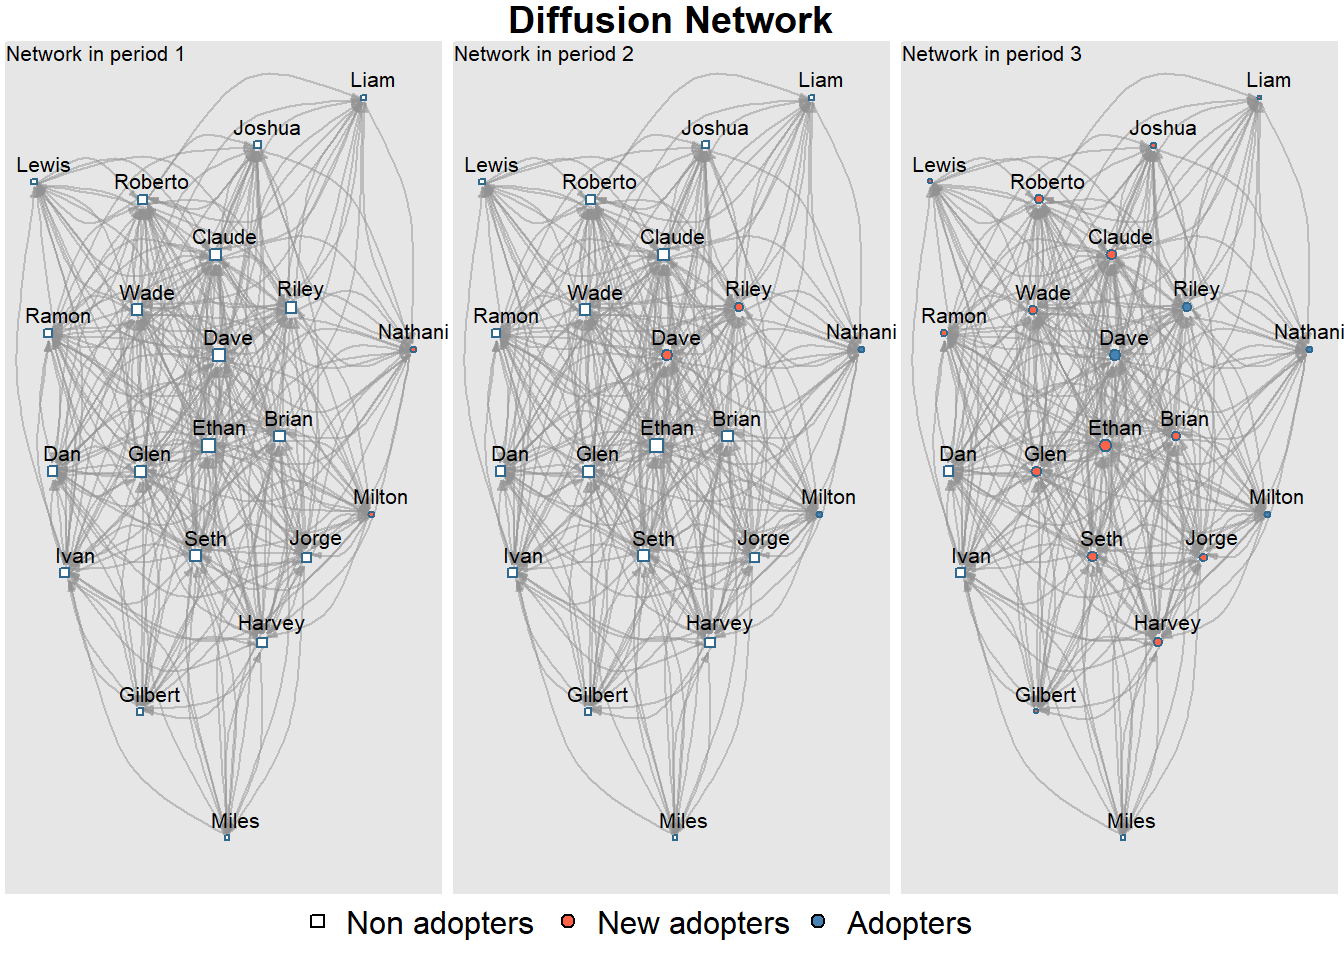 Diffusion Network
Network in period 1
Liam
Joshua
Lewis
Roberto
Claude
Wade
Riley
Ramon
Dave
Nathani
Ethan
Brian
Dan
Glen
Milton
Ivan
Seth
Jorge
Harvey
Gilbert
Miles
Network in period 2
Liam
Joshua
Lewis
Roberto
Claude
Wade
Riley
Ramon
Dave
Nathani
Ethan
Brian
Dan
Glen
Milton
Ivan
Seth
Jorge
Harvey
Gilbert
Miles
Network in period 3
Liam
Joshua
Lewis
Roberto
Claude
Wade
Riley
Ramon
Dave
Nathani
Ethan
Brian
Dan
Glen
Milton
Ivan
Seth
Jorge
Harvey
Gilbert
Miles
Non adopters New adopters Adopters